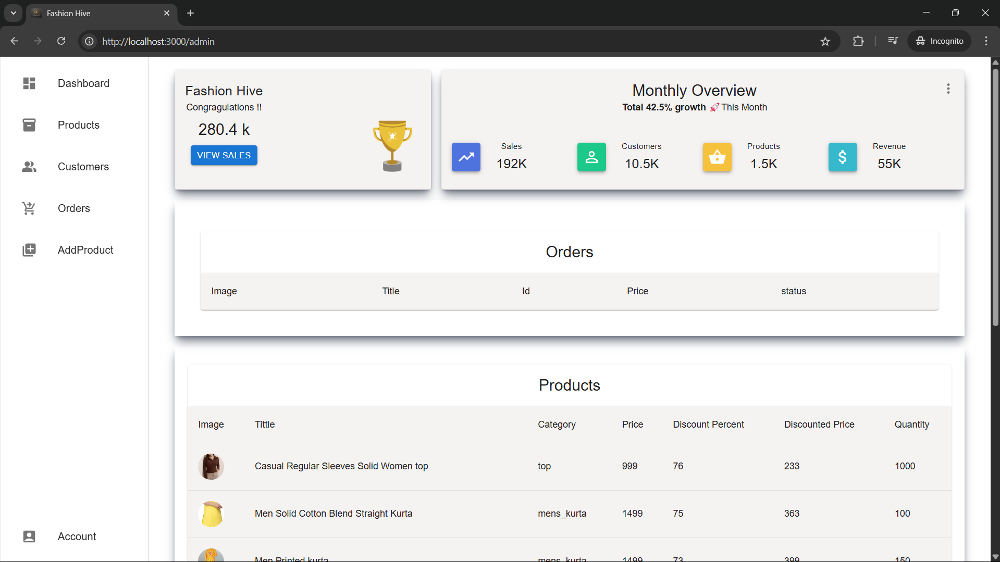 Fashion Hive
http://localhost:3000/admin
Incognito
Dashboard
Products
Customers
Orders
AddProduct
Account
Fashion Hive
Congragulations !!
280.4 k
VIEW SALES
Monthly Overview
Total 42.5% growth 🚀This Month
Sales
192K
Customers
10.5K
Products
1.5K
Revenue
55K
Orders
Image Title Id Price status
Products
Image Tittle Category Price Discount Percent Discounted Price Quantity
Casual Regular Sleeves Solid Women top top 999 76 233 1000
Men Solid Cotton Blend Straight Kurta mens_kurta 1499 75 363 100
Men Printed kurta mens_kurta 1499 73 399 150